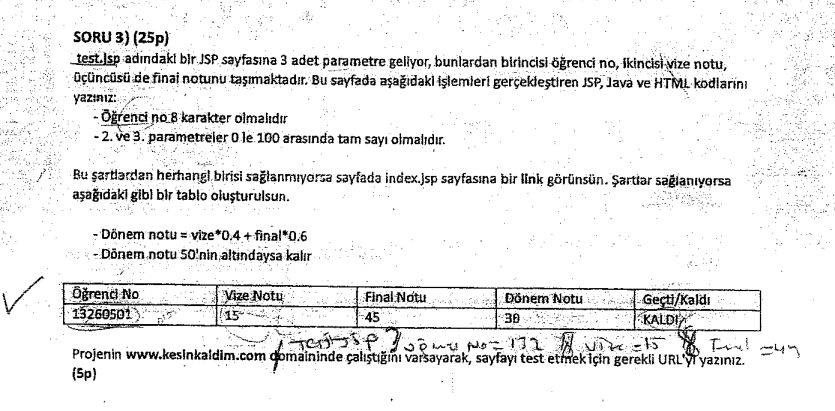 SORU 3) (25p)
test.jsp adındaki bir JSP sayfasına 3 adet parametre geliyor, bunlardan birincisi öğrenci no, ikincisi vize notu,
üçüncüsü de final notunu taşımaktadır. Bu sayfada aşağıdaki işlemleri gerçekleştiren JSP, Java ve HTML kodlarını
yazınız:
- Öğrenci no 8 karakter olmalıdır
- 2. ve 3. parametreler 0 le 100 arasında tam sayı olmalıdır.
Bu şartlardan herhangi birisi sağlanmıyorsa sayfada index.jsp sayfasına bir link görünsün. Şartlar sağlanıyorsa
aşağıdaki gibi bir tablo oluşturulsun.
- Dönem notu = vize*0.4 + final*0.6
- Dönem notu 50'nin altındaysa kalır
Öğrenci No Vize Notu Final Notu Dönem Notu Geçti/Kaldı
13260501 15 45 39 KALDI
/test.jsp? öğrnci no=132 vize=15 Final=44
Projenin www.kesinkaldim.com domaininde çalıştığını varsayarak, sayfayı test etmek için gerekli URL'yi yazınız.
(5p)